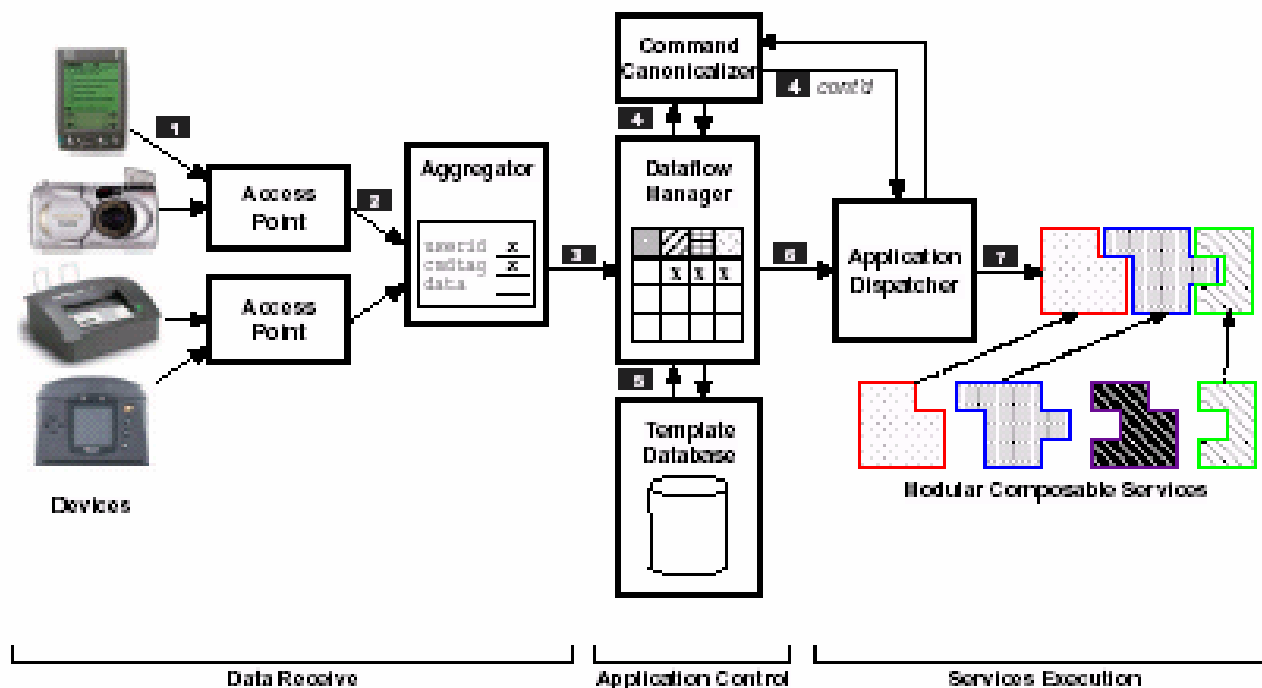 Command
Canonicalizer
4 cont'd
1
4
Aggregator
Dataflow
Manager
Access
Point
2
userid x
cmdtag x
data
3
x x x
6
Application
Dispatcher
7
Access
Point
5
Template
Database
Modular Composable Services
Devices
Data Receive
Application Control
Services Execution